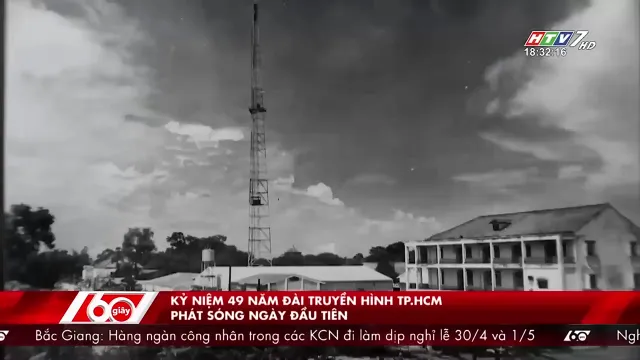 HTV7 HD
18:32:16
60 giây
KỶ NIỆM 49 NĂM ĐÀI TRUYỀN HÌNH TP.HCM
PHÁT SÓNG NGÀY ĐẦU TIÊN
Bắc Giang: Hàng ngàn công nhân trong các KCN đi làm dịp nghỉ lễ 30/4 và 1/5
60